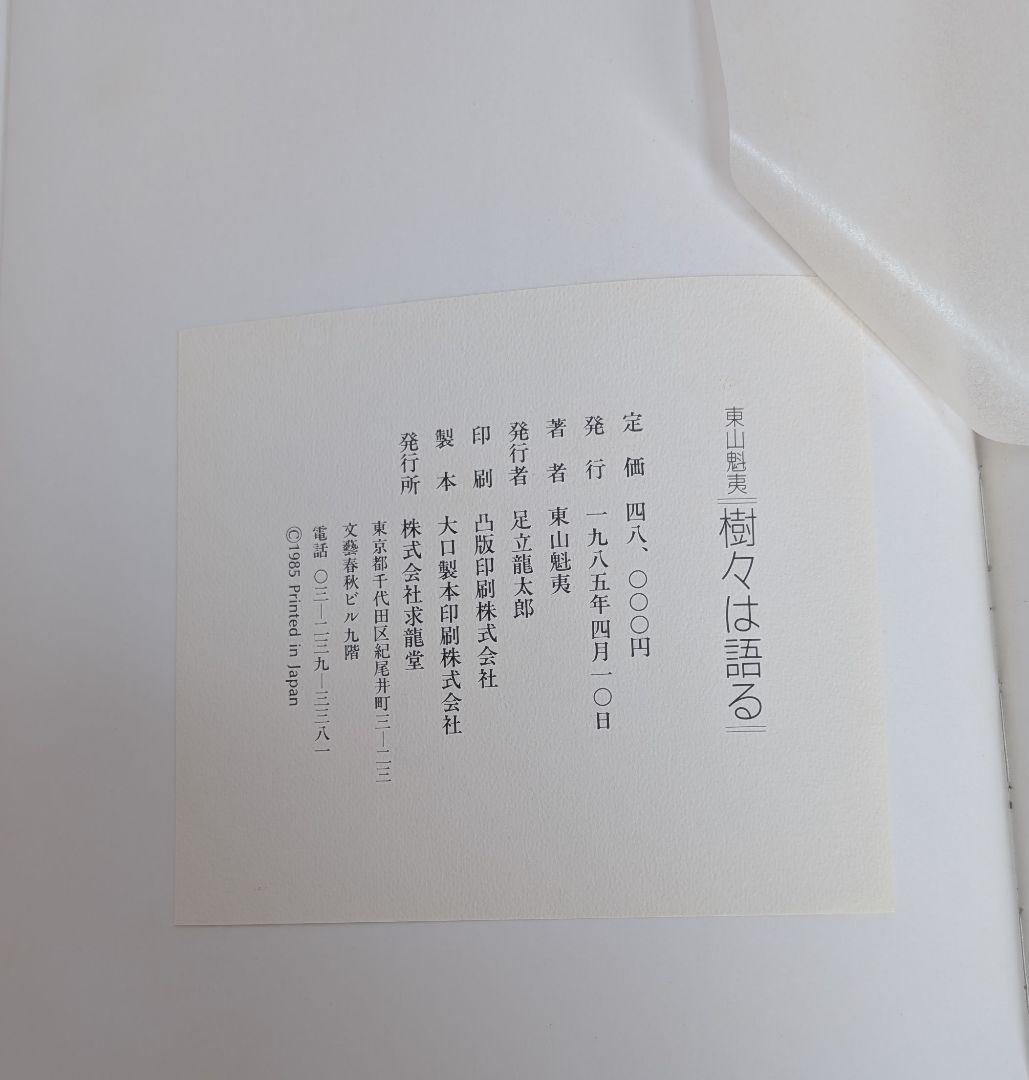 東山魁夷 樹々は語る
定価 四八、〇〇〇円
発行 一九八五年四月一〇日
著者 東山魁夷
発行者 足立龍太郎
印刷 凸版印刷株式会社
製本 大口製本印刷株式会社
発行所 株式会社求龍堂
東京都千代田区紀尾井町三―二三
文藝春秋ビル九階
電話 〇三―二三九―三三八一
©1985 Printed in Japan